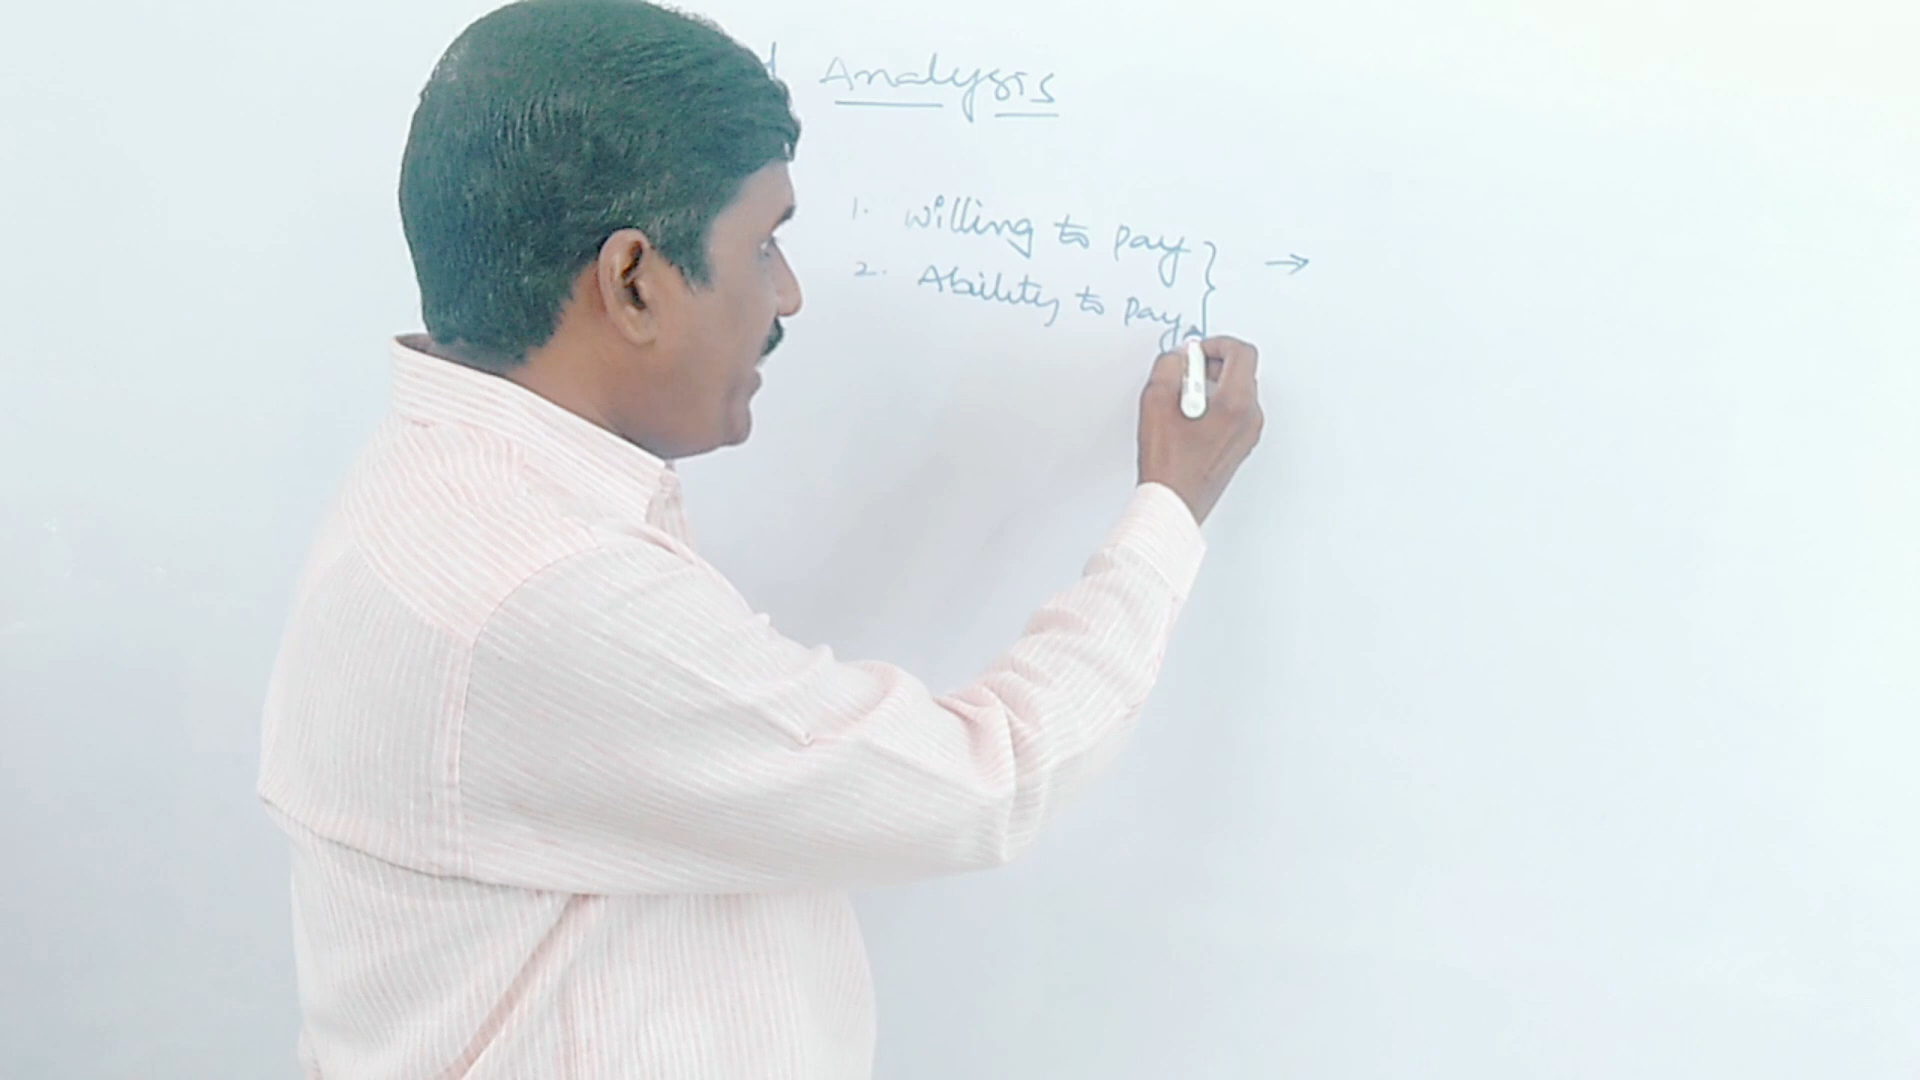 Analysis
1. Willing to pay } →
2. Ability to pay